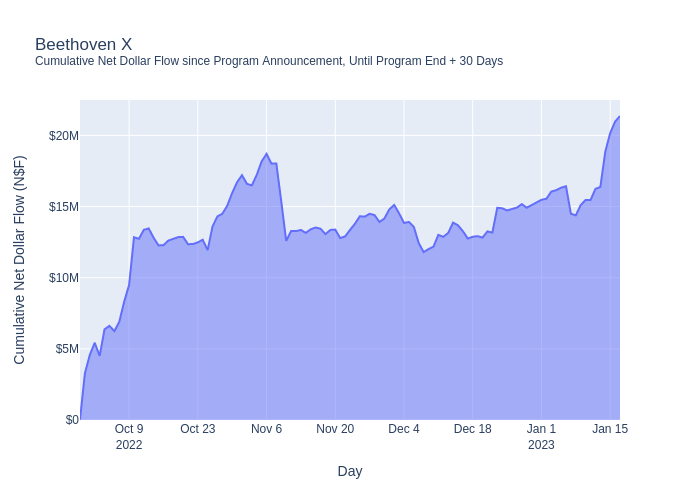 Beethoven X
Cumulative Net Dollar Flow since Program Announcement, Until Program End + 30 Days
Cumulative Net Dollar Flow (N$F)
$20M
$15M
$10M
$5M
$0
Oct 9
2022
Oct 23
Nov 6
Nov 20
Dec 4
Dec 18
Jan 1
2023
Jan 15
Day